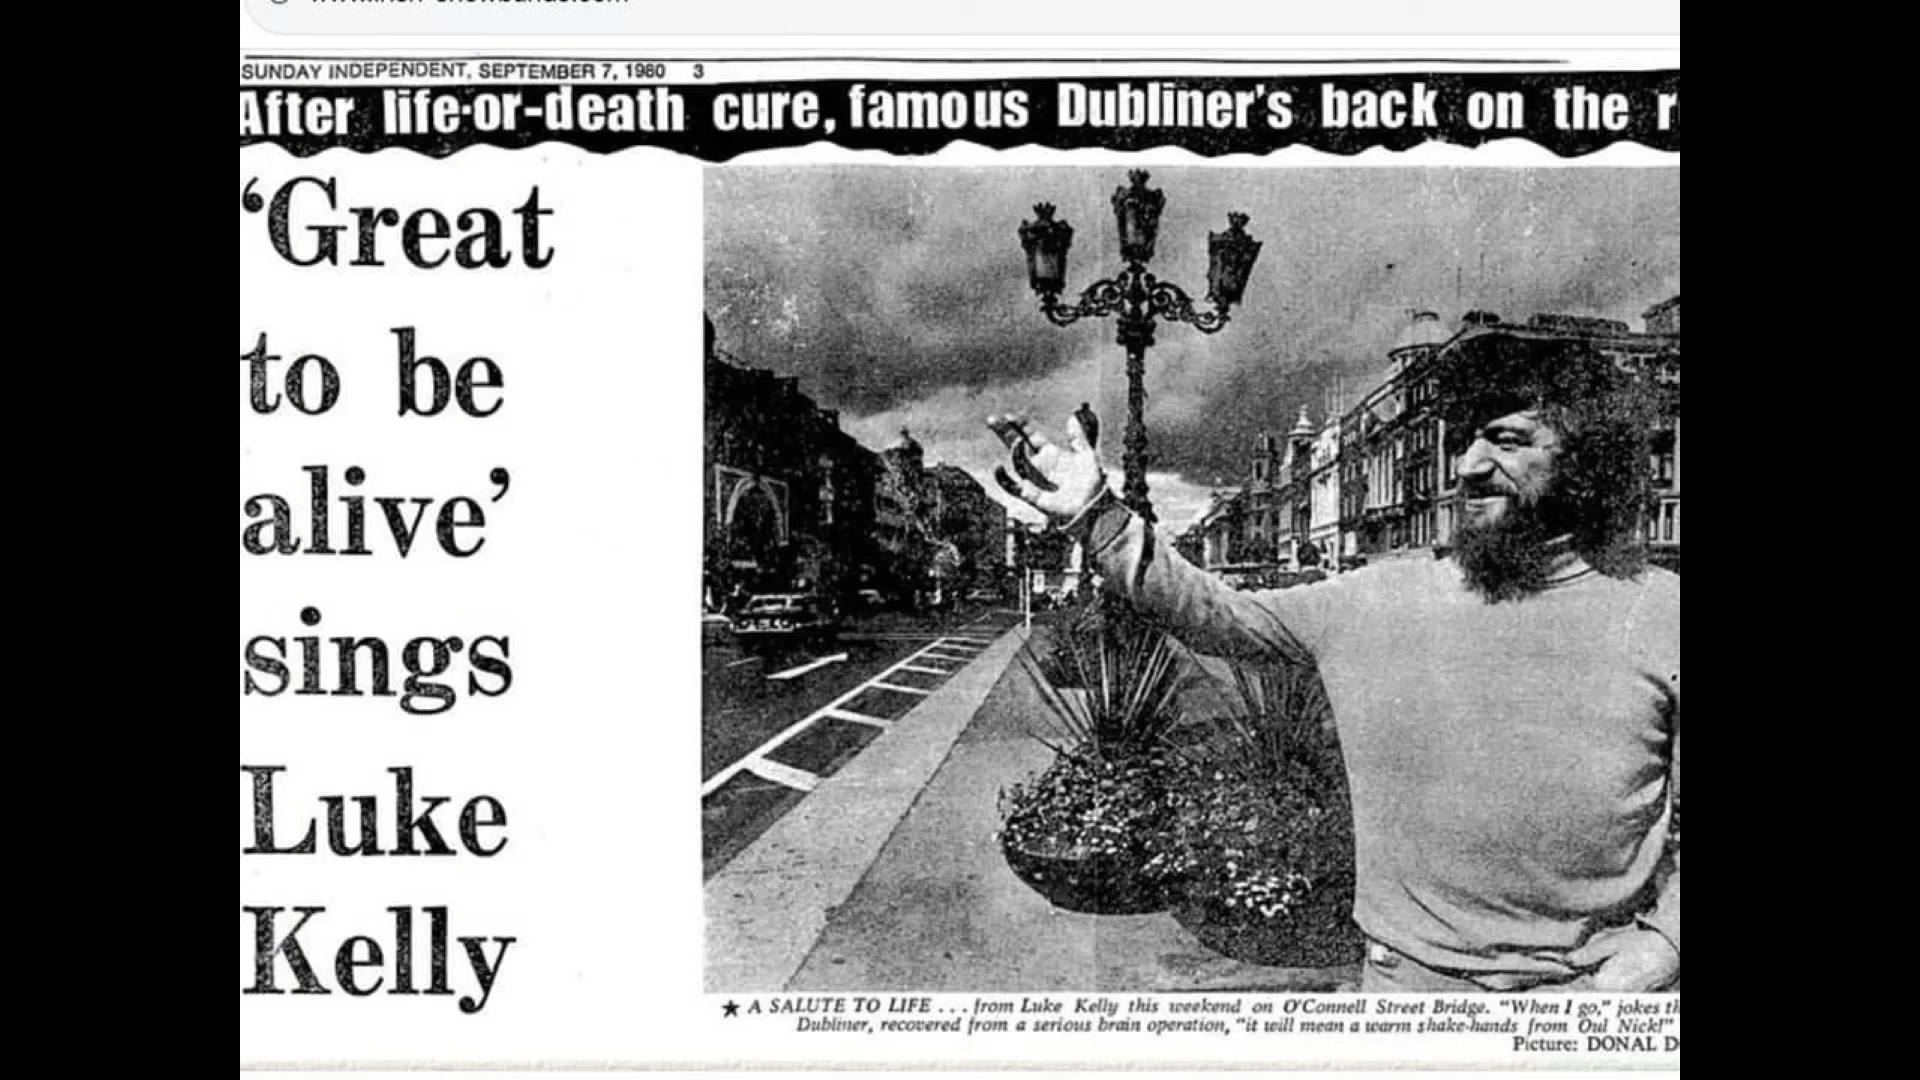 SUNDAY INDEPENDENT, SEPTEMBER 7, 1980 3
After life-or-death cure, famous Dubliner's back on the r
'Great
to be
alive'
sings
Luke
Kelly
★ A SALUTE TO LIFE . . . from Luke Kelly this weekend on O'Connell Street Bridge. "When I go," jokes th
Dubliner, recovered from a serious brain operation, "it will mean a warm shake-hands from Oul Nick!"
Picture: DONAL D